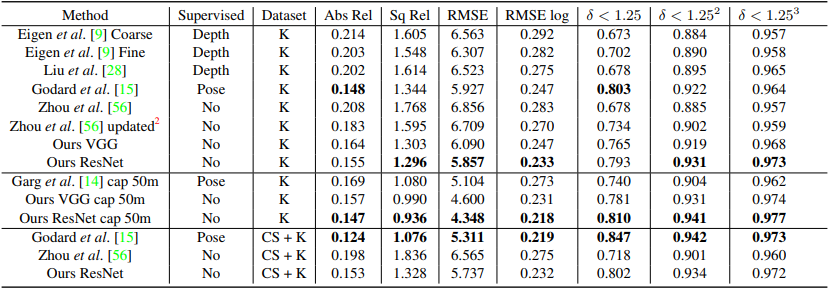 Method Supervised Dataset Abs Rel Sq Rel RMSE RMSE log δ < 1.25 δ < 1.25² δ < 1.25³
Eigen et al. [9] Coarse Depth K 0.214 1.605 6.563 0.292 0.673 0.884 0.957
Eigen et al. [9] Fine Depth K 0.203 1.548 6.307 0.282 0.702 0.890 0.958
Liu et al. [28] Depth K 0.202 1.614 6.523 0.275 0.678 0.895 0.965
Godard et al. [15] Pose K 0.148 1.344 5.927 0.247 0.803 0.922 0.964
Zhou et al. [56] No K 0.208 1.768 6.856 0.283 0.678 0.885 0.957
Zhou et al. [56] updated² No K 0.183 1.595 6.709 0.270 0.734 0.902 0.959
Ours VGG No K 0.164 1.303 6.090 0.247 0.765 0.919 0.968
Ours ResNet No K 0.155 1.296 5.857 0.233 0.793 0.931 0.973
Garg et al. [14] cap 50m Pose K 0.169 1.080 5.104 0.273 0.740 0.904 0.962
Ours VGG cap 50m No K 0.157 0.990 4.600 0.231 0.781 0.931 0.974
Ours ResNet cap 50m No K 0.147 0.936 4.348 0.218 0.810 0.941 0.977
Godard et al. [15] Pose CS + K 0.124 1.076 5.311 0.219 0.847 0.942 0.973
Zhou et al. [56] No CS + K 0.198 1.836 6.565 0.275 0.718 0.901 0.960
Ours ResNet No CS + K 0.153 1.328 5.737 0.232 0.802 0.934 0.972